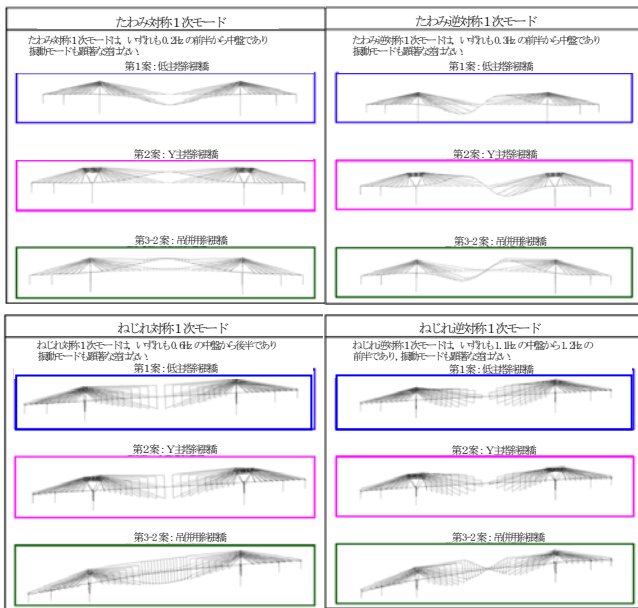 たわみ対称1次モード
たわみ対称1次モードは、いずれも0.2Hzの前半から中盤であり
振動モードも顕著な差はない。
第1案：低主塔斜張橋
第2案：Y主塔斜張橋
第3-2案：吊併用斜張橋
たわみ逆対称1次モード
たわみ逆対称1次モードは、いずれも0.3Hzの前半から中盤であり
振動モードも顕著な差はない。
第1案：低主塔斜張橋
第2案：Y主塔斜張橋
第3-2案：吊併用斜張橋
ねじれ対称1次モード
ねじれ対称1次モードは、いずれも0.6Hzの中盤から後半であり
振動モードも顕著な差はない。
第1案：低主塔斜張橋
第2案：Y主塔斜張橋
第3-2案：吊併用斜張橋
ねじれ逆対称1次モード
ねじれ逆対称1次モードは、いずれも1.1Hzの中盤から1.2Hzの
前半であり，振動モードも顕著な差はない。
第1案：低主塔斜張橋
第2案：Y主塔斜張橋
第3-2案：吊併用斜張橋